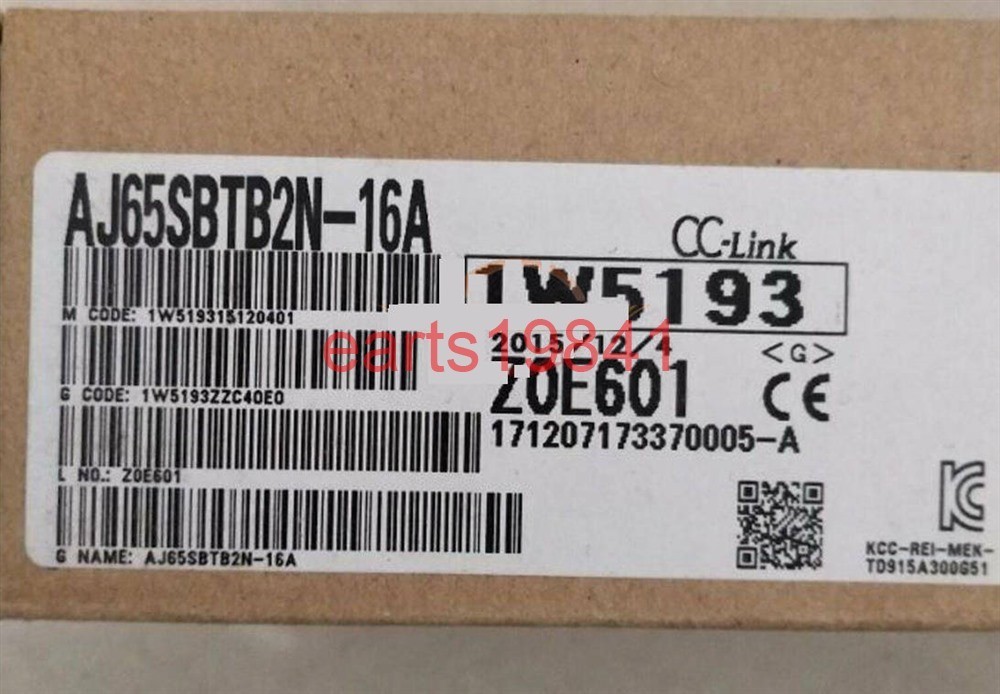 AJ65SBTB2N-16A
CC-Link
1W5193
M CODE: 1W519315120401
earts19841
2015/12/4
<G>
G CODE: 1W5193ZZC40E0
Z0E601
CE
171207173370005-A
L NO.: Z0E601
G NAME: AJ65SBTB2N-16A
KCC-REI-MEK-
TD915A300G51